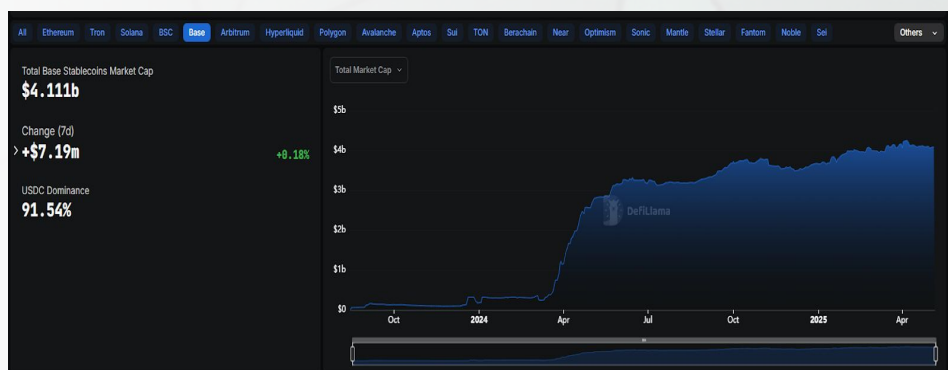 All Ethereum Tron Solana BSC Base Arbitrum Hyperliquid Polygon Avalanche Aptos Sui TON Berachain Near Optimism Sonic Mantle Stellar Fantom Noble Sei Others
Total Base Stablecoins Market Cap
$4.111b
Change (7d)
+$7.19m
+0.18%
USDC Dominance
91.54%
Total Market Cap
$5b
$4b
$3b
$2b
$1b
$0
DefiLlama
Oct 2024 Apr Jul Oct 2025 Apr